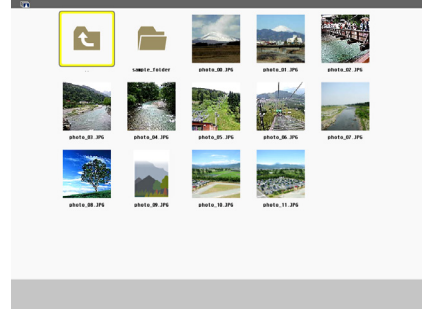 ...
sample_folder
photo_00.JPG
photo_01.JPG
photo_02.JPG
photo_03.JPG
photo_04.JPG
photo_05.JPG
photo_06.JPG
photo_07.JPG
photo_08.JPG
photo_09.JPG
photo_10.JPG
photo_11.JPG